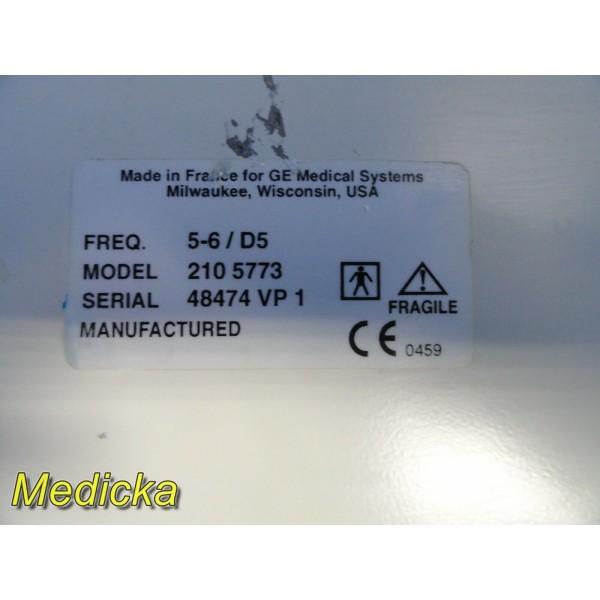 Made in France for GE Medical Systems
Milwaukee, Wisconsin, USA
FREQ. 5-6 / D5
MODEL 210 5773
SERIAL 48474 VP 1
FRAGILE
MANUFACTURED
CE 0459
Medicka